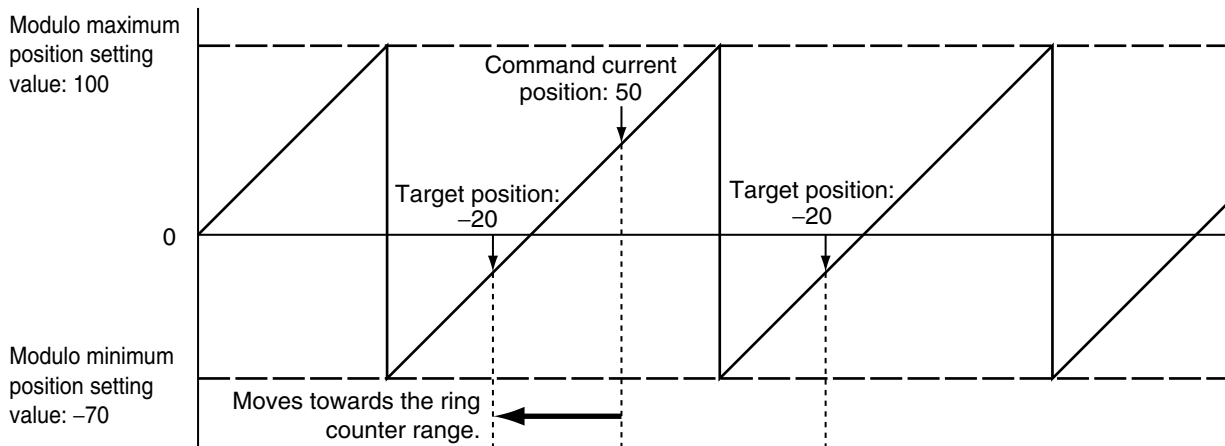 Modulo maximum
position setting
value: 100
Command current
position: 50
Target position:
−20
Target position:
−20
0
Modulo minimum
position setting
value: −70
Moves towards the ring
counter range.